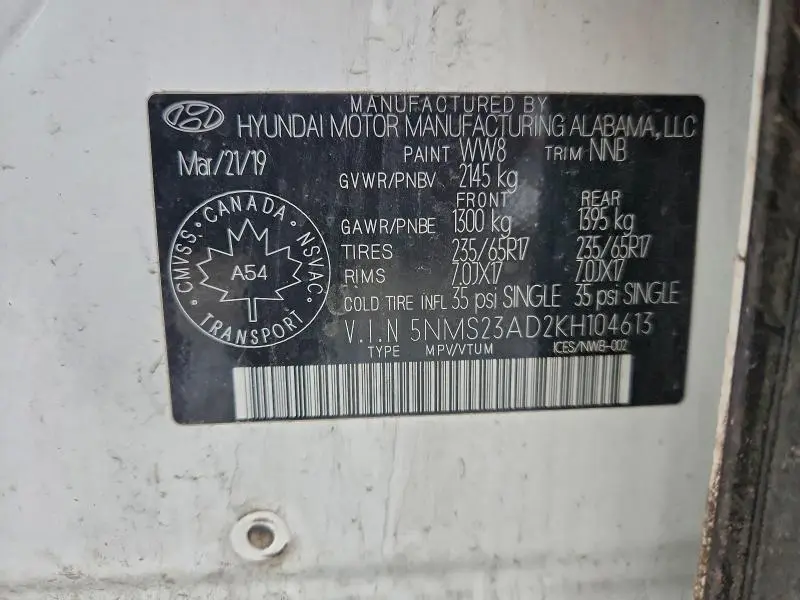 MANUFACTURED BY
HYUNDAI MOTOR MANUFACTURING ALABAMA, LLC
Mar/21/19
PAINT WW8 TRIM NNB
GVWR/PNBV 2145 kg
FRONT REAR
GAWR/PNBE 1300 kg 1395 kg
TIRES 235/65R17 235/65R17
RIMS 7.0JX17 7.0JX17
COLD TIRE INFL 35 psi SINGLE 35 psi SINGLE
V.I.N 5NMS23AD2KH104613
TYPE MPV/VTUM ICES/NWB-002
CMVSS CANADA NSVAC
A54
TRANSPORT